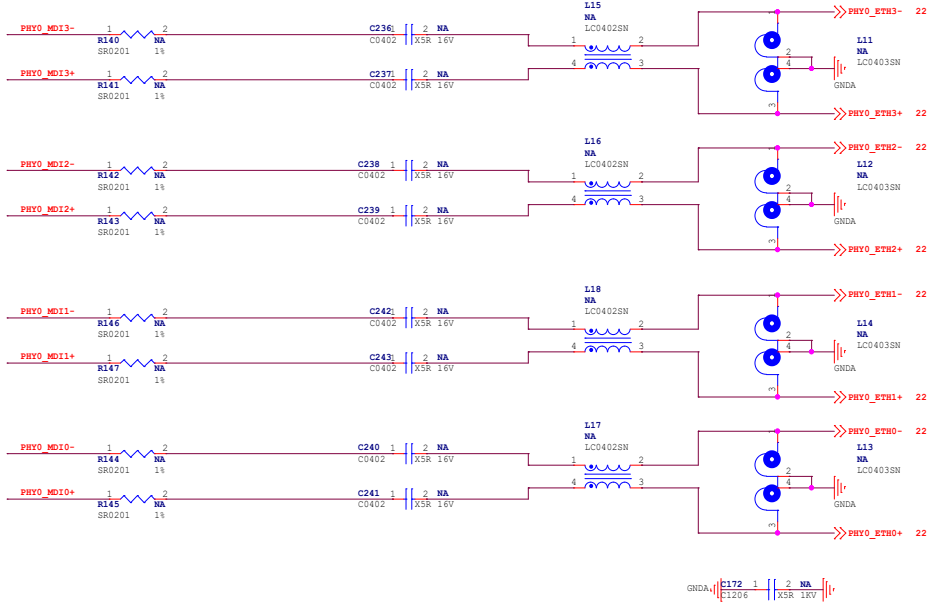 L15
NA
LC0402SN
PHY0_ETH3- 22
PHY0_MDI3- 1 2
R140 NA
SR0201 1%
C236 1 2 NA
C0402 X5R 16V
1 2
4 3
1
2
4
3
L11
NA
LC0403SN
GNDA
PHY0_MDI3+ 1 2
R141 NA
SR0201 1%
C237 1 2 NA
C0402 X5R 16V
PHY0_ETH3+ 22
L16
NA
LC0402SN
PHY0_ETH2- 22
PHY0_MDI2- 1 2
R142 NA
SR0201 1%
C238 1 2 NA
C0402 X5R 16V
1 2
4 3
1
2
4
3
L12
NA
LC0403SN
GNDA
PHY0_MDI2+ 1 2
R143 NA
SR0201 1%
C239 1 2 NA
C0402 X5R 16V
PHY0_ETH2+ 22
L18
NA
LC0402SN
PHY0_ETH1- 22
PHY0_MDI1- 1 2
R146 NA
SR0201 1%
C242 1 2 NA
C0402 X5R 16V
1 2
4 3
1
2
4
3
L14
NA
LC0403SN
GNDA
PHY0_MDI1+ 1 2
R147 NA
SR0201 1%
C243 1 2 NA
C0402 X5R 16V
PHY0_ETH1+ 22
L17
NA
LC0402SN
PHY0_ETH0- 22
PHY0_MDI0- 1 2
R144 NA
SR0201 1%
C240 1 2 NA
C0402 X5R 16V
1 2
4 3
1
2
4
3
L13
NA
LC0403SN
GNDA
PHY0_MDI0+ 1 2
R145 NA
SR0201 1%
C241 1 2 NA
C0402 X5R 16V
PHY0_ETH0+ 22
GNDA C172 1 2 NA
C1206 X5R 1KV